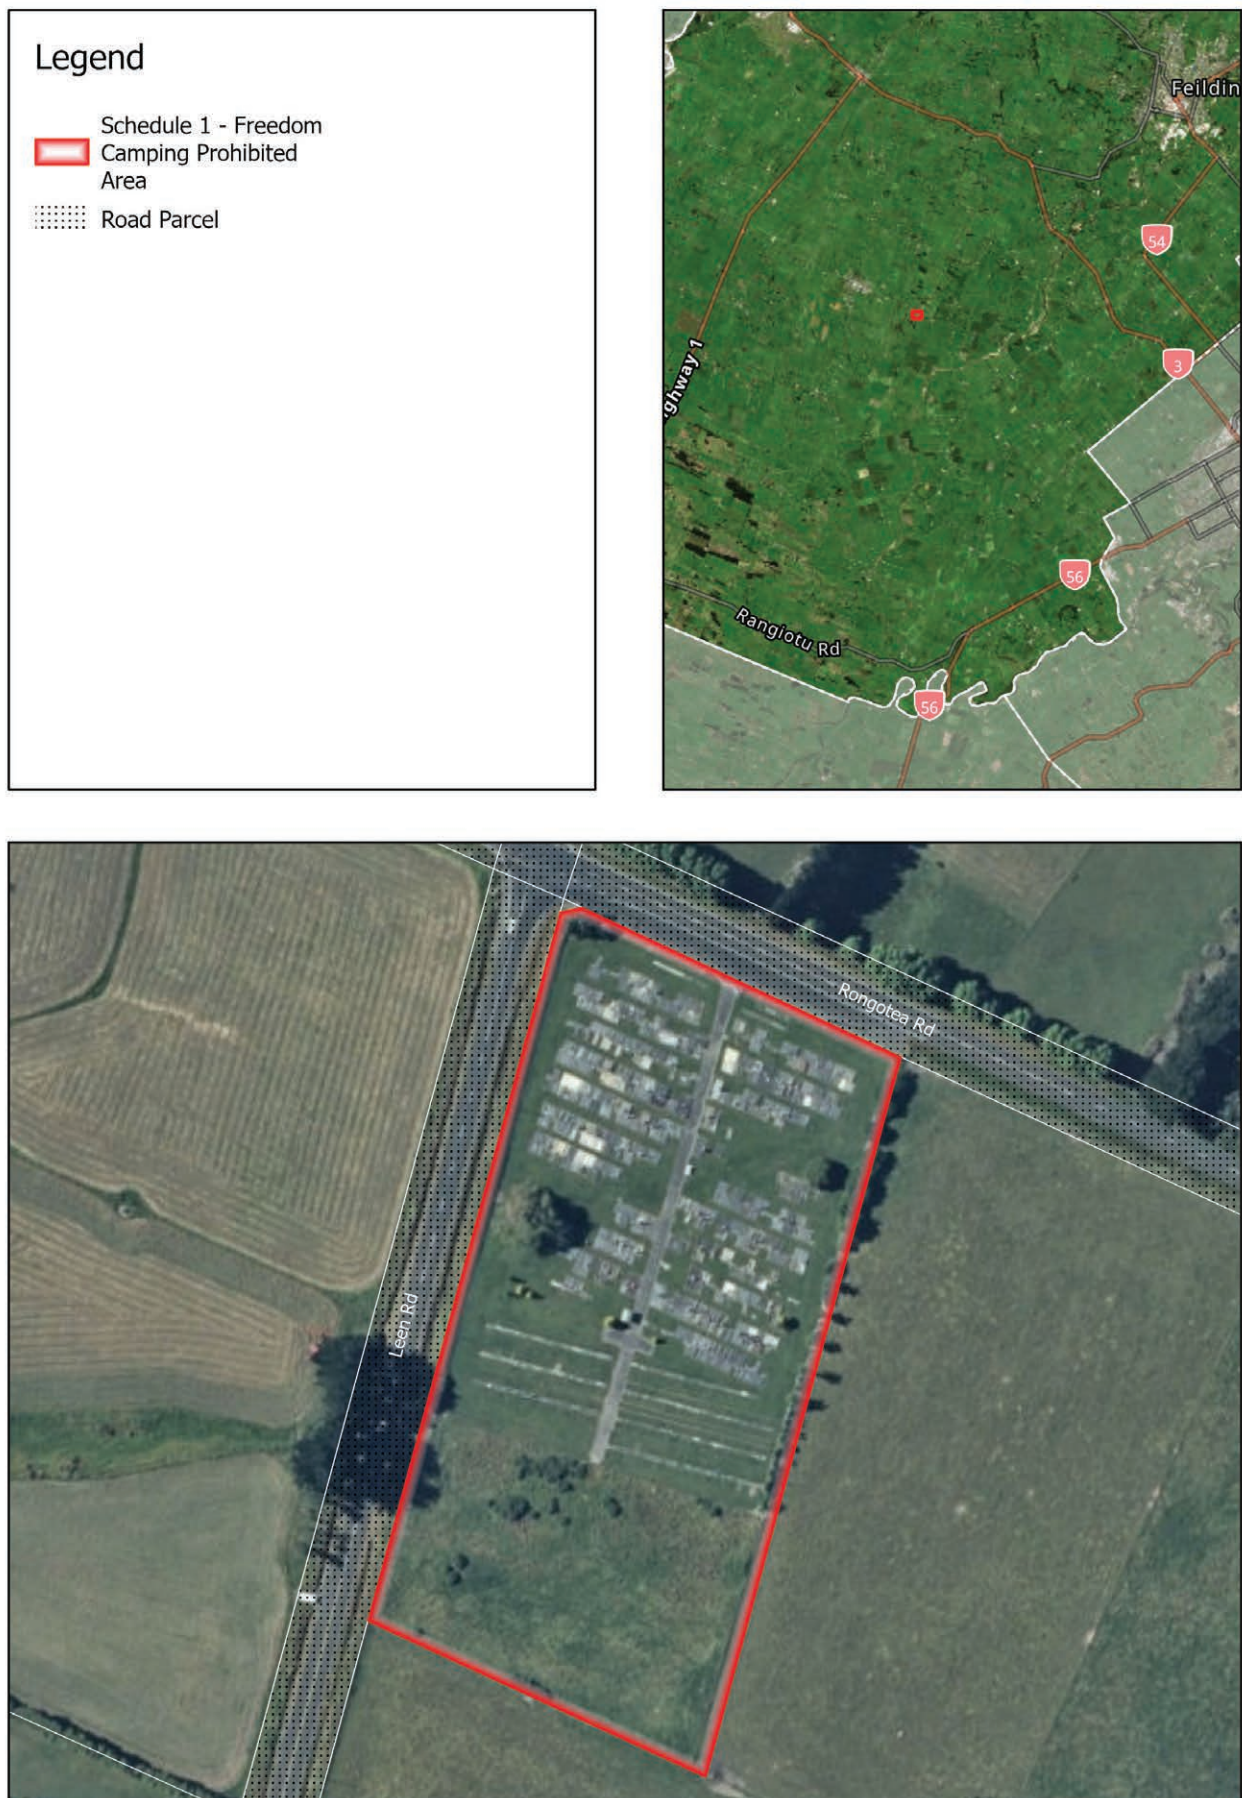 Legend
Schedule 1 - Freedom
Camping Prohibited
Area
Road Parcel
Feildin
54
3
ighway 1
56
Rangiotu Rd
56
Rongotea Rd
Leen Rd